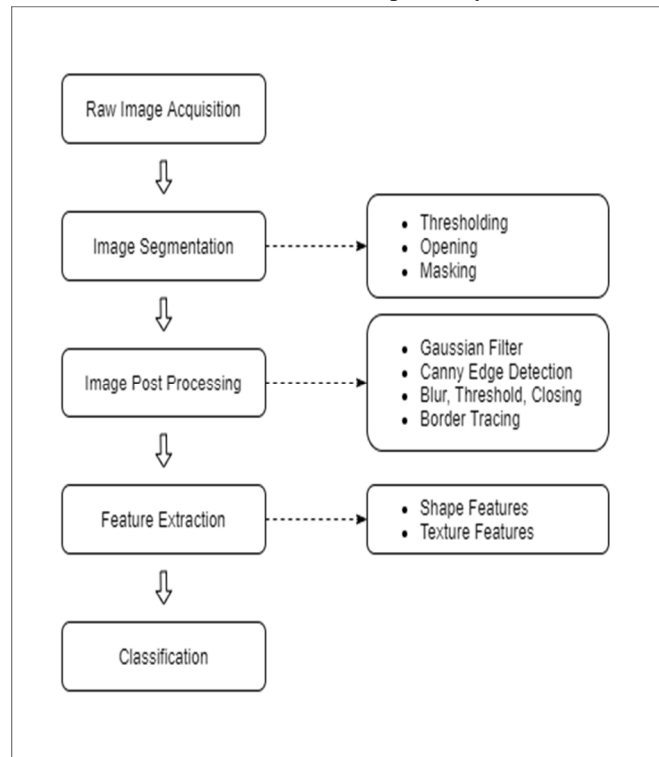 Raw Image Acquisition
Image Segmentation
• Thresholding
• Opening
• Masking
Image Post Processing
• Gaussian Filter
• Canny Edge Detection
• Blur, Threshold, Closing
• Border Tracing
Feature Extraction
• Shape Features
• Texture Features
Classification